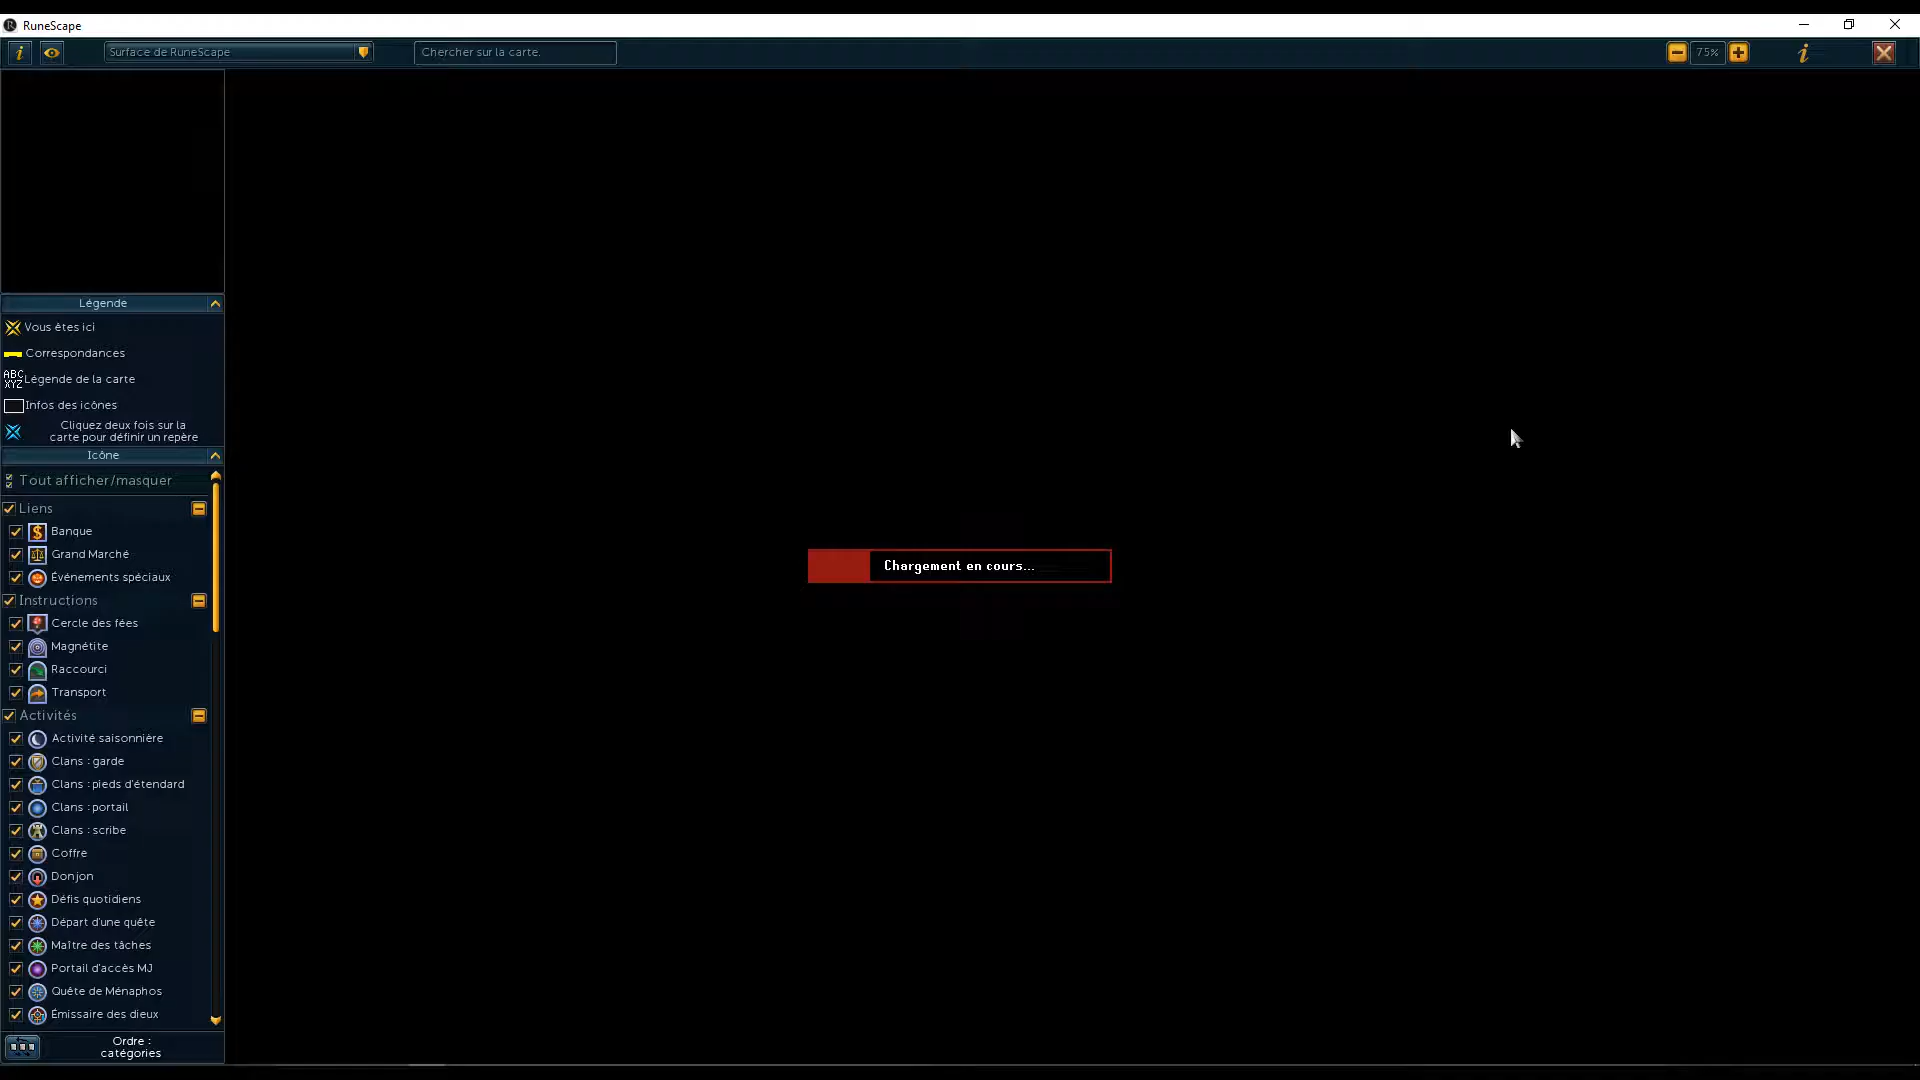 RuneScape
Surface de RuneScape
Chercher sur la carte.
75%
Légende
Vous êtes ici
Correspondances
ABC
XYZ
Légende de la carte
Infos des icônes
Cliquez deux fois sur la
carte pour définir un repère
Icône
Tout afficher/masquer
Liens
Banque
Grand Marché
Événements spéciaux
Instructions
Cercle des fées
Magnétite
Raccourci
Transport
Activités
Activité saisonnière
Clans : garde
Clans : pieds d'étendard
Clans : portail
Clans : scribe
Coffre
Donjon
Défis quotidiens
Départ d'une quête
Maître des tâches
Portail d'accès MJ
Quête de Ménaphos
Émissaire des dieux
Ordre :
catégories
Chargement en cours...